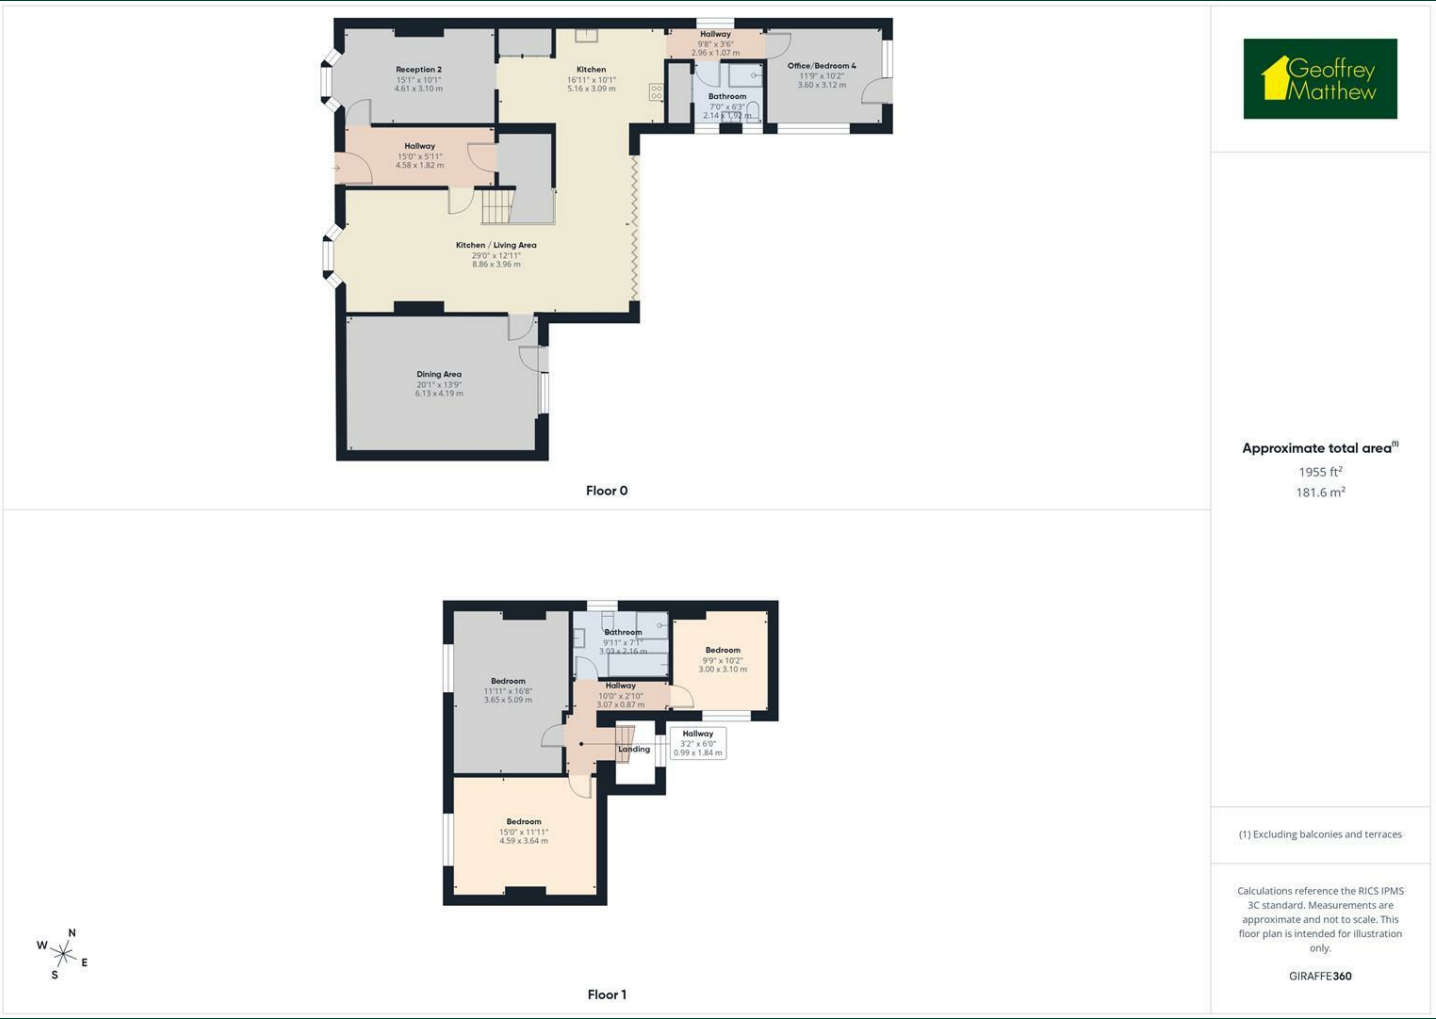 Reception 2
15'1" x 10'1"
4.61 x 3.10 m
Kitchen
16'11" x 10'1"
5.16 x 3.09 m
Hallway
9'8" x 3'6"
2.96 x 1.07 m
Bathroom
7'0" x 6'3"
2.14 x 1.92 m
Office/Bedroom 4
11'9" x 10'2"
3.60 x 3.12 m
Hallway
15'0" x 5'11"
4.58 x 1.82 m
Kitchen / Living Area
29'0" x 12'11"
8.86 x 3.96 m
Dining Area
20'1" x 13'9"
6.13 x 4.19 m
Floor 0
Bedroom
11'11" x 16'8"
3.65 x 5.09 m
Bathroom
9'11" x 7'1"
3.03 x 2.16 m
Bedroom
9'9" x 10'2"
3.00 x 3.10 m
Hallway
10'0" x 2'10"
3.07 x 0.87 m
Landing
Hallway
3'2" x 6'0"
0.99 x 1.84 m
Bedroom
15'0" x 11'11"
4.59 x 3.64 m
N
W
E
S
Floor 1
Geoffrey
Matthew
Approximate total area(1)
1955 ft²
181.6 m²
(1) Excluding balconies and terraces
Calculations reference the RICS IPMS
3C standard. Measurements are
approximate and not to scale. This
floor plan is intended for illustration
only.
GIRAFFE360